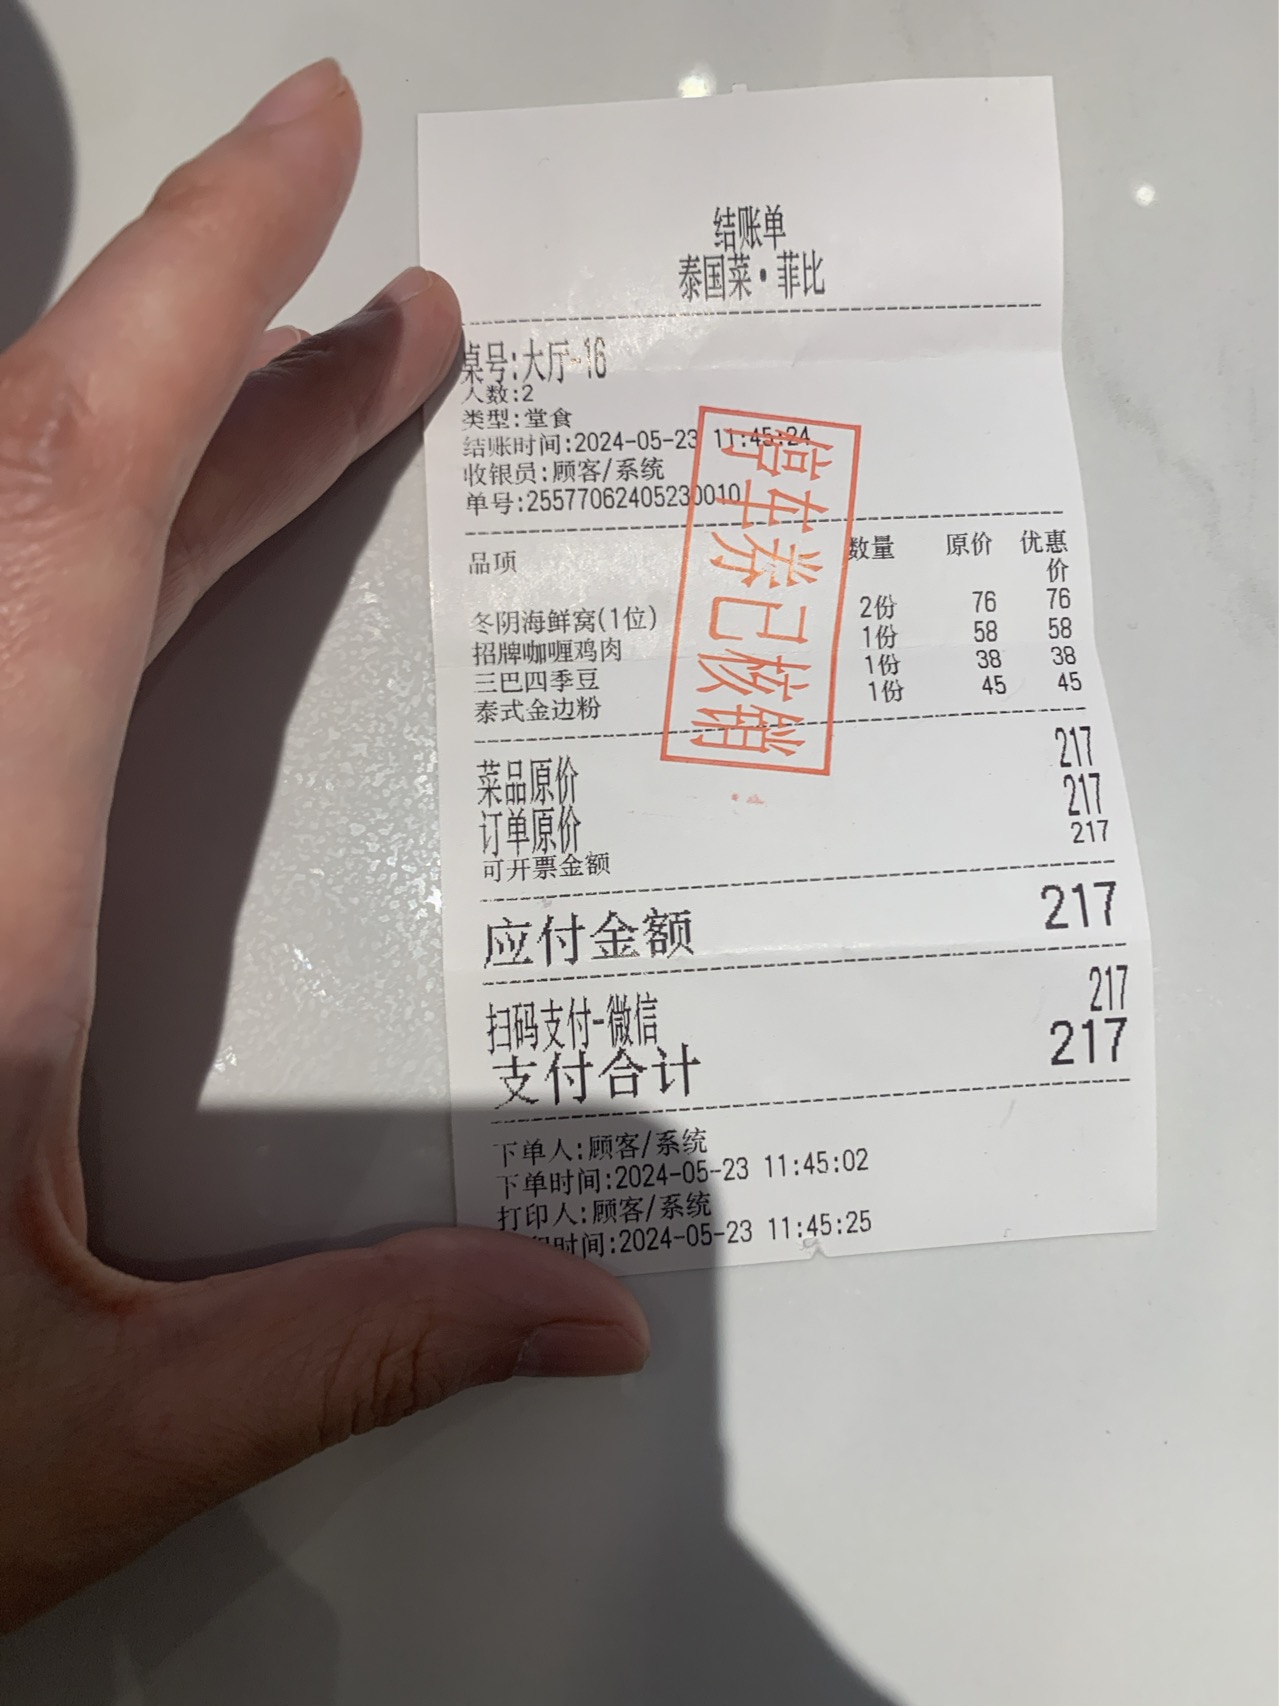 结账单
泰国菜·菲比
桌号:大厅-16
人数:2
类型:堂食
结账时间:2024-05-23 11:45:24
收银员:顾客/系统
单号:25577062405230010
停车券已核销
品项 数量 原价 优惠价
冬阴海鲜窝(1位) 2份 76 76
招牌咖喱鸡肉 1份 58 58
三巴四季豆 1份 38 38
泰式金边粉 1份 45 45
菜品原价 217
订单原价 217
可开票金额 217
应付金额 217
扫码支付-微信 217
支付合计 217
下单人:顾客/系统
下单时间:2024-05-23 11:45:02
打印人:顾客/系统
时间:2024-05-23 11:45:25